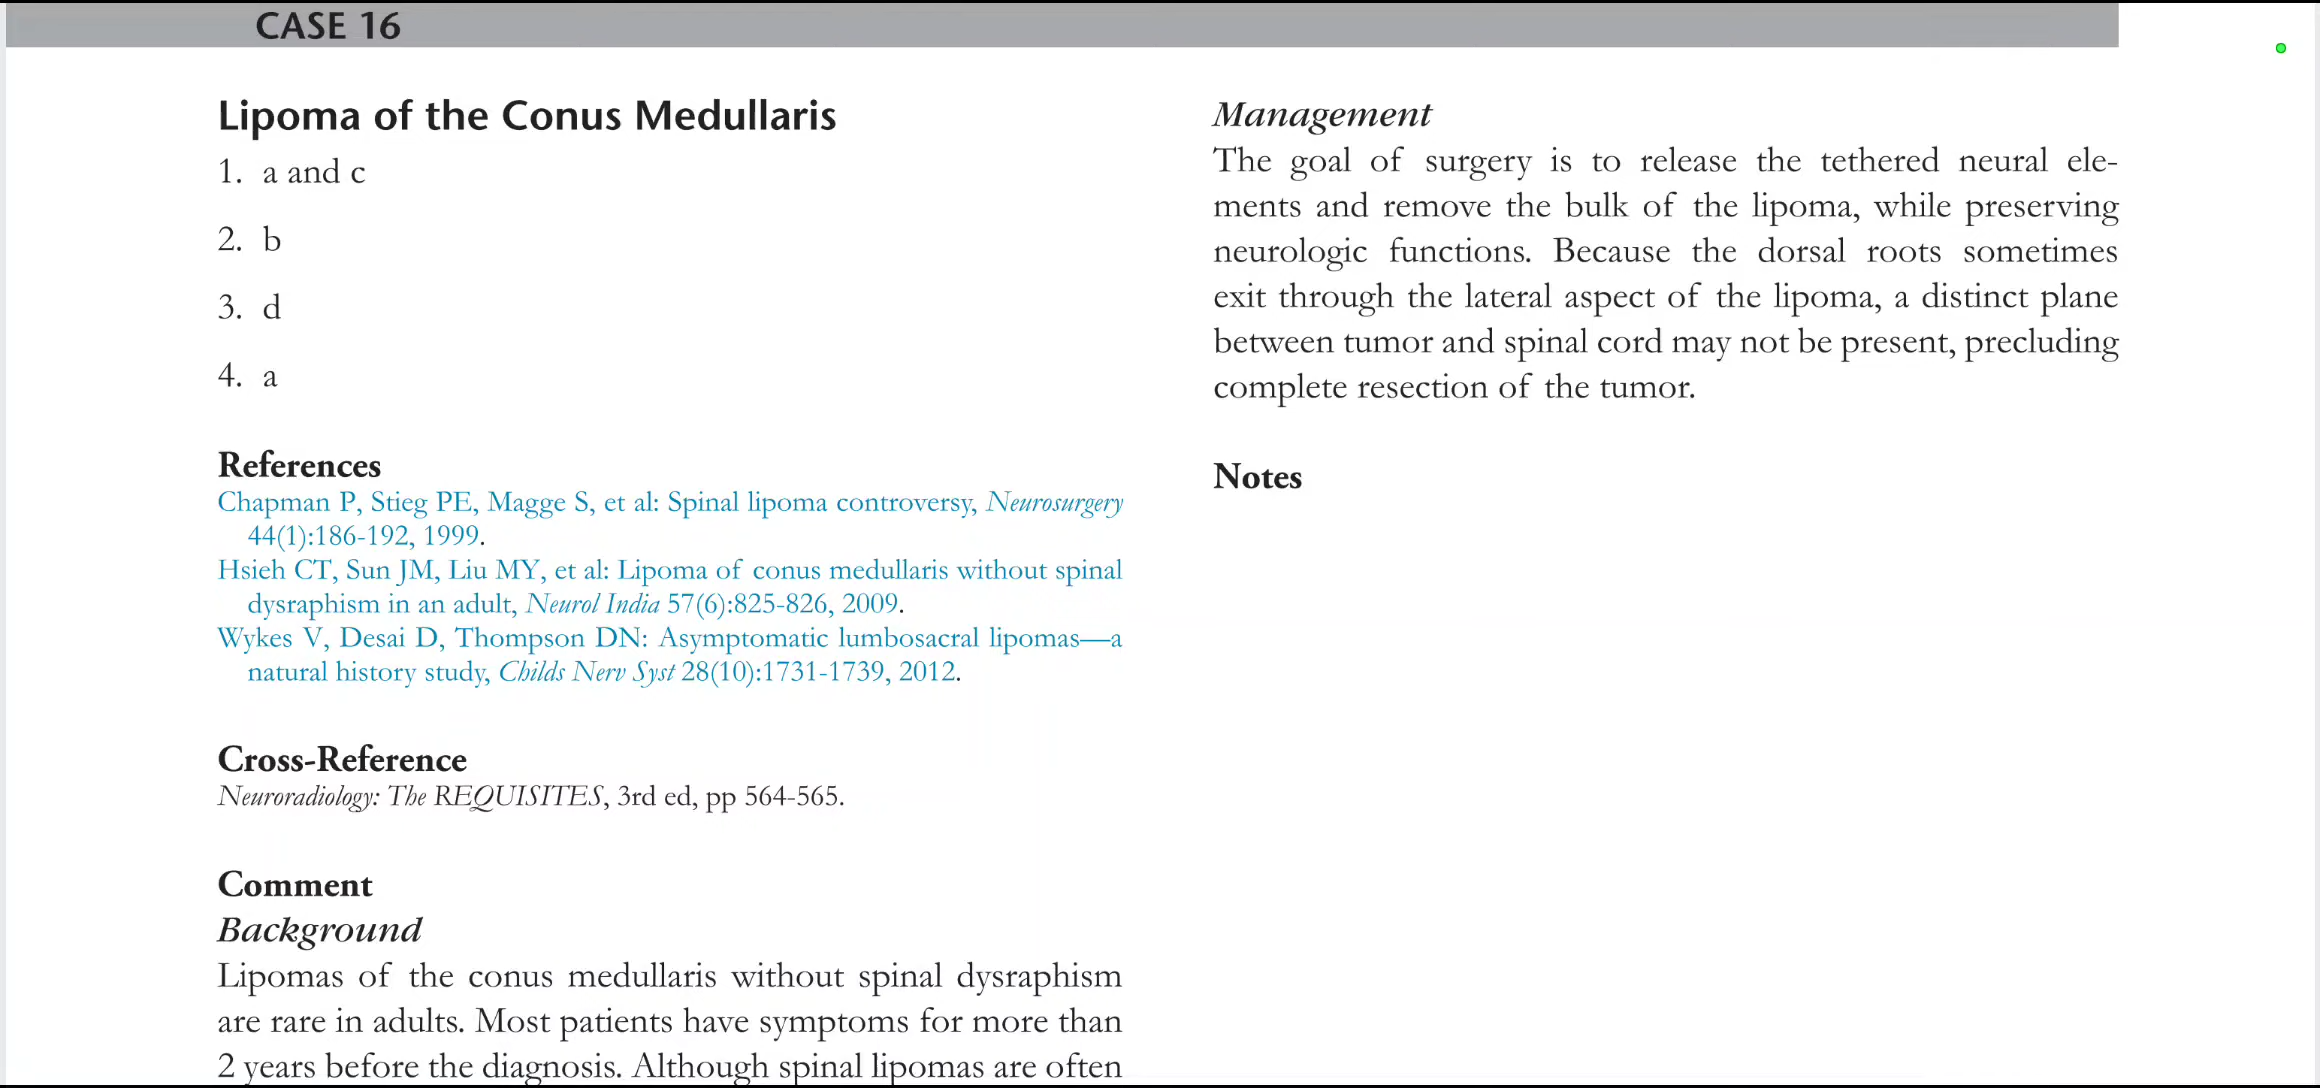 CASE 16
Lipoma of the Conus Medullaris
1. a and c
2. b
3. d
4. a
References
Chapman P, Stieg PE, Magge S, et al: Spinal lipoma controversy, Neurosurgery
44(1):186-192, 1999.
Hsieh CT, Sun JM, Liu MY, et al: Lipoma of conus medullaris without spinal
dysraphism in an adult, Neurol India 57(6):825-826, 2009.
Wykes V, Desai D, Thompson DN: Asymptomatic lumbosacral lipomas—a
natural history study, Childs Nerv Syst 28(10):1731-1739, 2012.
Cross-Reference
Neuroradiology: The REQUISITES, 3rd ed, pp 564-565.
Comment
Background
Lipomas of the conus medullaris without spinal dysraphism
are rare in adults. Most patients have symptoms for more than
2 years before the diagnosis. Although spinal lipomas are often
Management
The goal of surgery is to release the tethered neural ele-
ments and remove the bulk of the lipoma, while preserving
neurologic functions. Because the dorsal roots sometimes
exit through the lateral aspect of the lipoma, a distinct plane
between tumor and spinal cord may not be present, precluding
complete resection of the tumor.
Notes